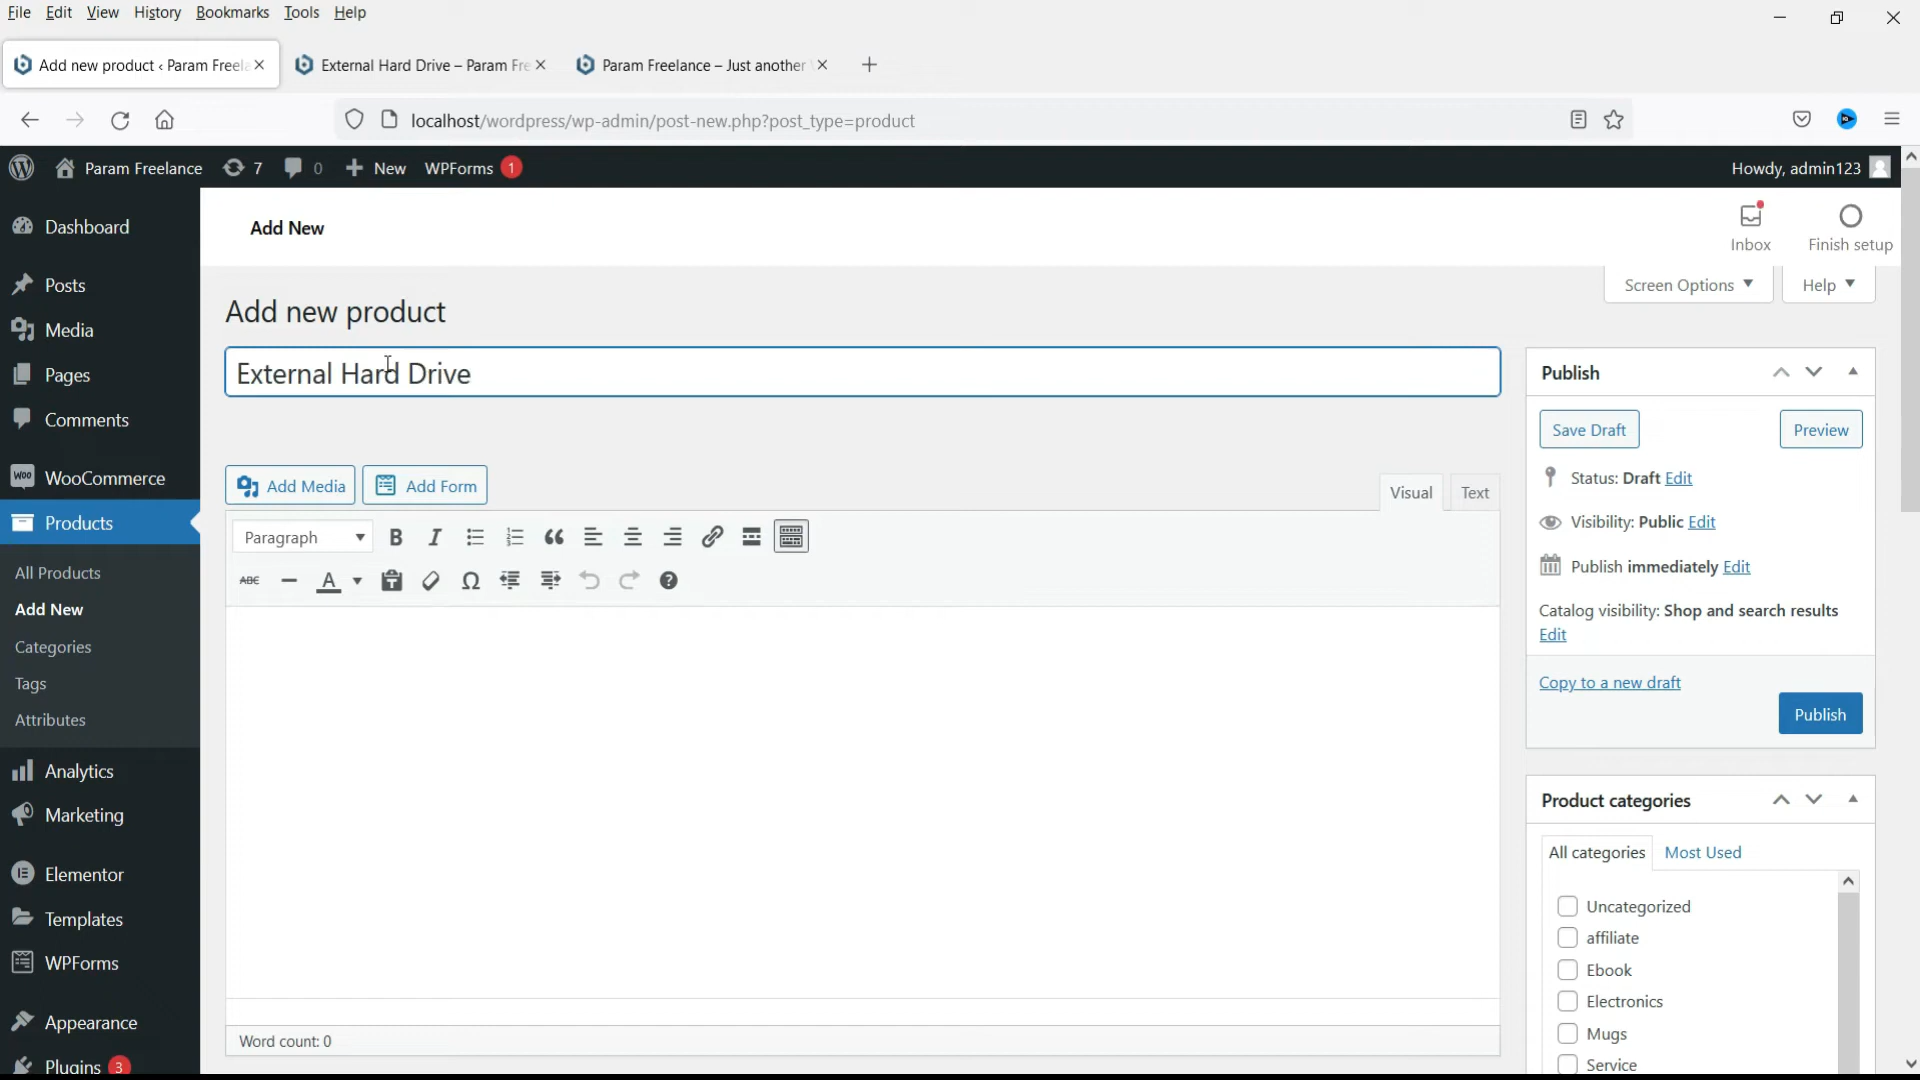 File Edit View History Bookmarks Tools Help
Add new product ‹ Param Freela
External Hard Drive – Param Fre
Param Freelance – Just another
localhost/wordpress/wp-admin/post-new.php?post_type=product
Param Freelance 7 0 New WPForms 1
Howdy, admin123
Dashboard
Posts
Media
Pages
Comments
WooCommerce
Products
All Products
Add New
Categories
Tags
Attributes
Analytics
Marketing
Elementor
Templates
WPForms
Appearance
Plugins 3
Add New
Inbox
Finish setup
Screen Options
Help
Add new product
External Hard Drive
Add Media
Add Form
Visual
Text
Paragraph
B I
ABC A
Word count: 0
Publish
Save Draft
Preview
Status: Draft Edit
Visibility: Public Edit
Publish immediately Edit
Catalog visibility: Shop and search results
Edit
Copy to a new draft
Publish
Product categories
All categories
Most Used
Uncategorized
affiliate
Ebook
Electronics
Mugs
Service